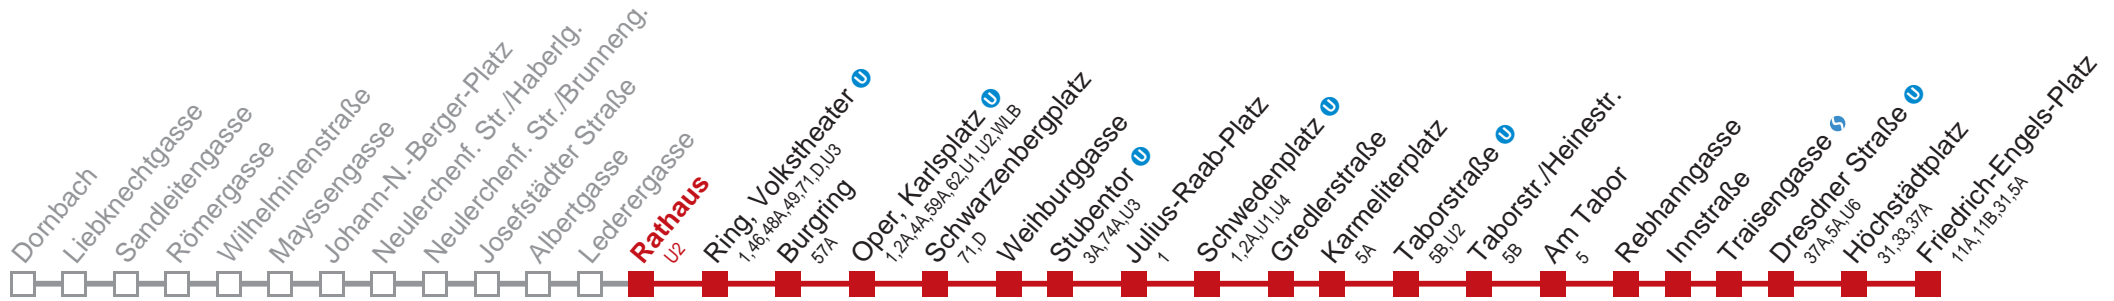 Dornbach
Liebknechtgasse
Sandleitengasse
Römergasse
Wilhelminenstraße
Mayssengasse
Johann-N.-Berger-Platz
Neulerchenf. Str./Haberlg.
Neulerchenf. Str./Brunneng.
Josefstädter Straße
Albertgasse
Lederergasse
Rathaus
U2
Ring, Volkstheater U
1,46,48A,49,71,D,U3
Burgring
57A
Oper, Karlsplatz U
1,2A,4A,59A,62,U1,U2,WLB
Schwarzenbergplatz
71,D
Weihburggasse
Stubentor U
3A,74A,U3
Julius-Raab-Platz
1
Schwedenplatz U
1,2A,U1,U4
Gredlerstraße
Karmeliterplatz
5A
Taborstraße U
5B,U2
Taborstr./Heinestr.
5B
Am Tabor
5
Rebhanngasse
Innstraße
Traisengasse S
Dresdner Straße U
37A,5A,U6
Höchstädtplatz
31,33,37A
Friedrich-Engels-Platz
11A,11B,31,5A